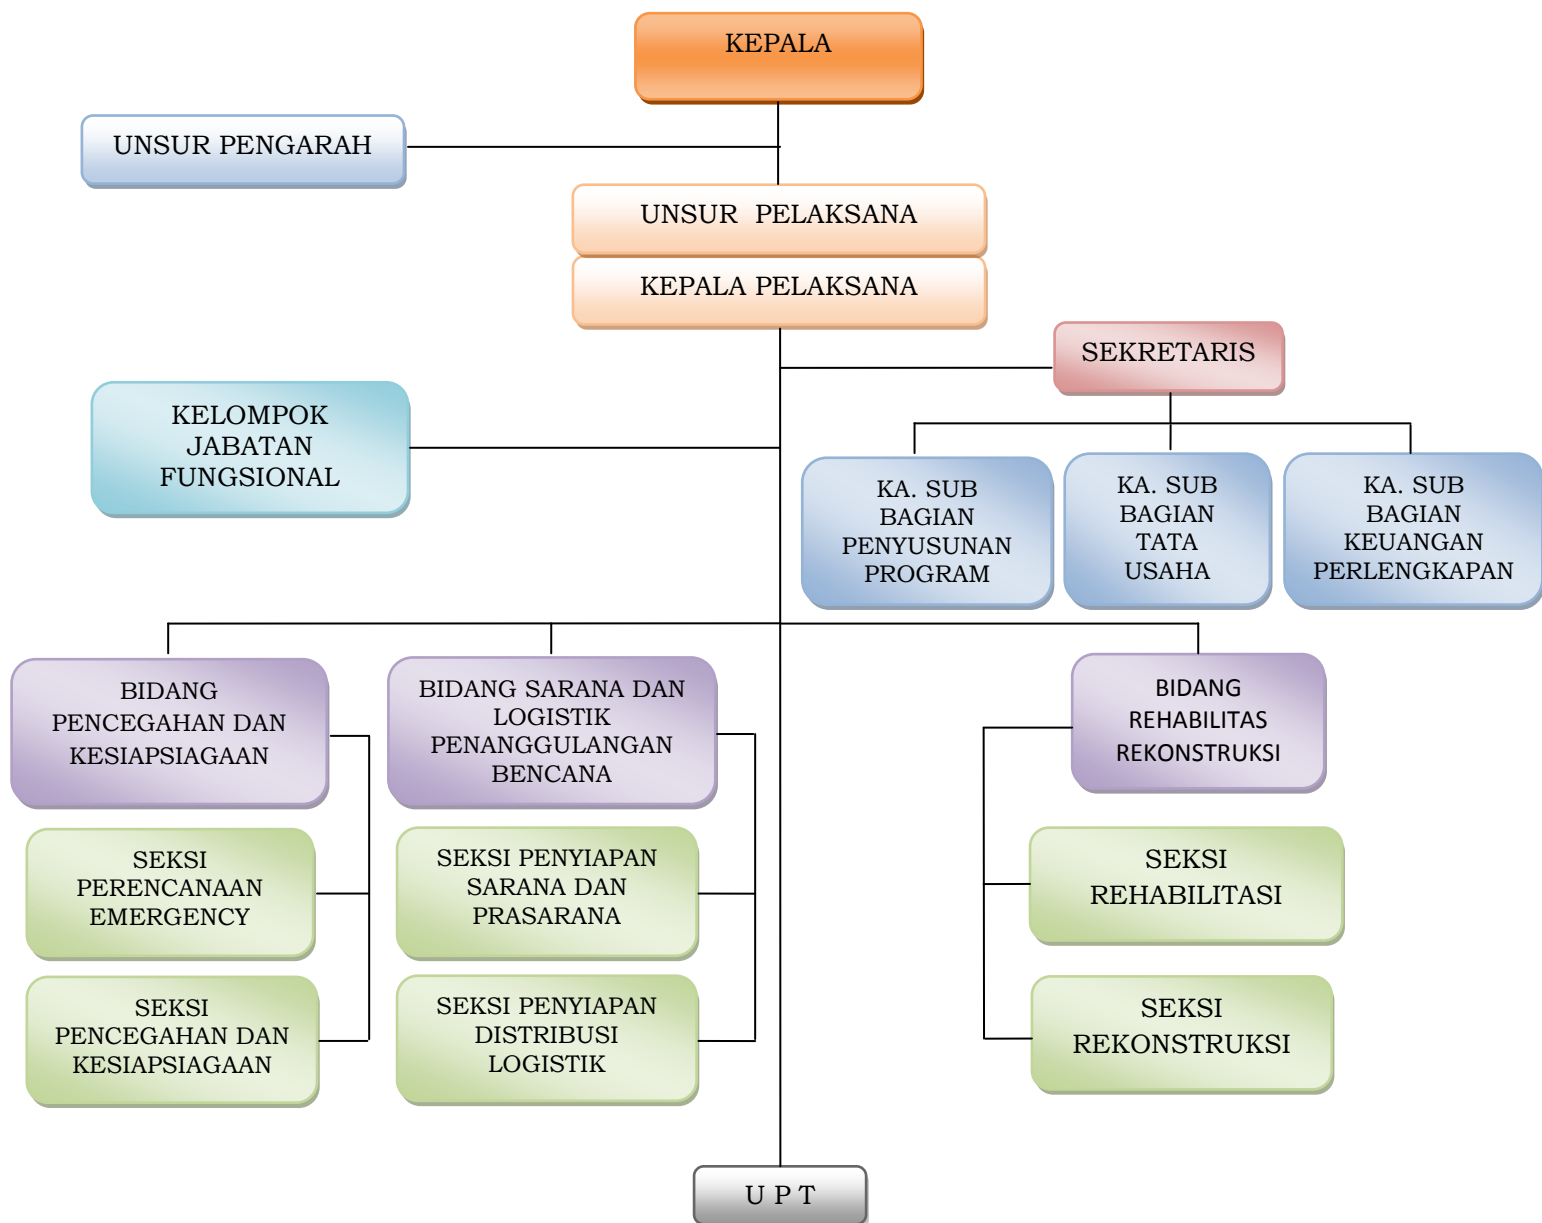 KEPALA
UNSUR PENGARAH
UNSUR PELAKSANA
KEPALA PELAKSANA
SEKRETARIS
KELOMPOK
JABATAN
FUNGSIONAL
KA. SUB
BAGIAN
PENYUSUNAN
PROGRAM
KA. SUB
BAGIAN
TATA
USAHA
KA. SUB
BAGIAN
KEUANGAN
PERLENGKAPAN
BIDANG
PENCEGAHAN DAN
KESIAPSIAGAAN
BIDANG SARANA DAN
LOGISTIK
PENANGGULANGAN
BENCANA
BIDANG
REHABILITAS
REKONSTRUKSI
SEKSI
PERENCANAAN
EMERGENCY
SEKSI PENYIAPAN
SARANA DAN
PRASARANA
SEKSI
REHABILITASI
SEKSI
PENCEGAHAN DAN
KESIAPSIAGAAN
SEKSI PENYIAPAN
DISTRIBUSI
LOGISTIK
SEKSI
REKONSTRUKSI
U P T